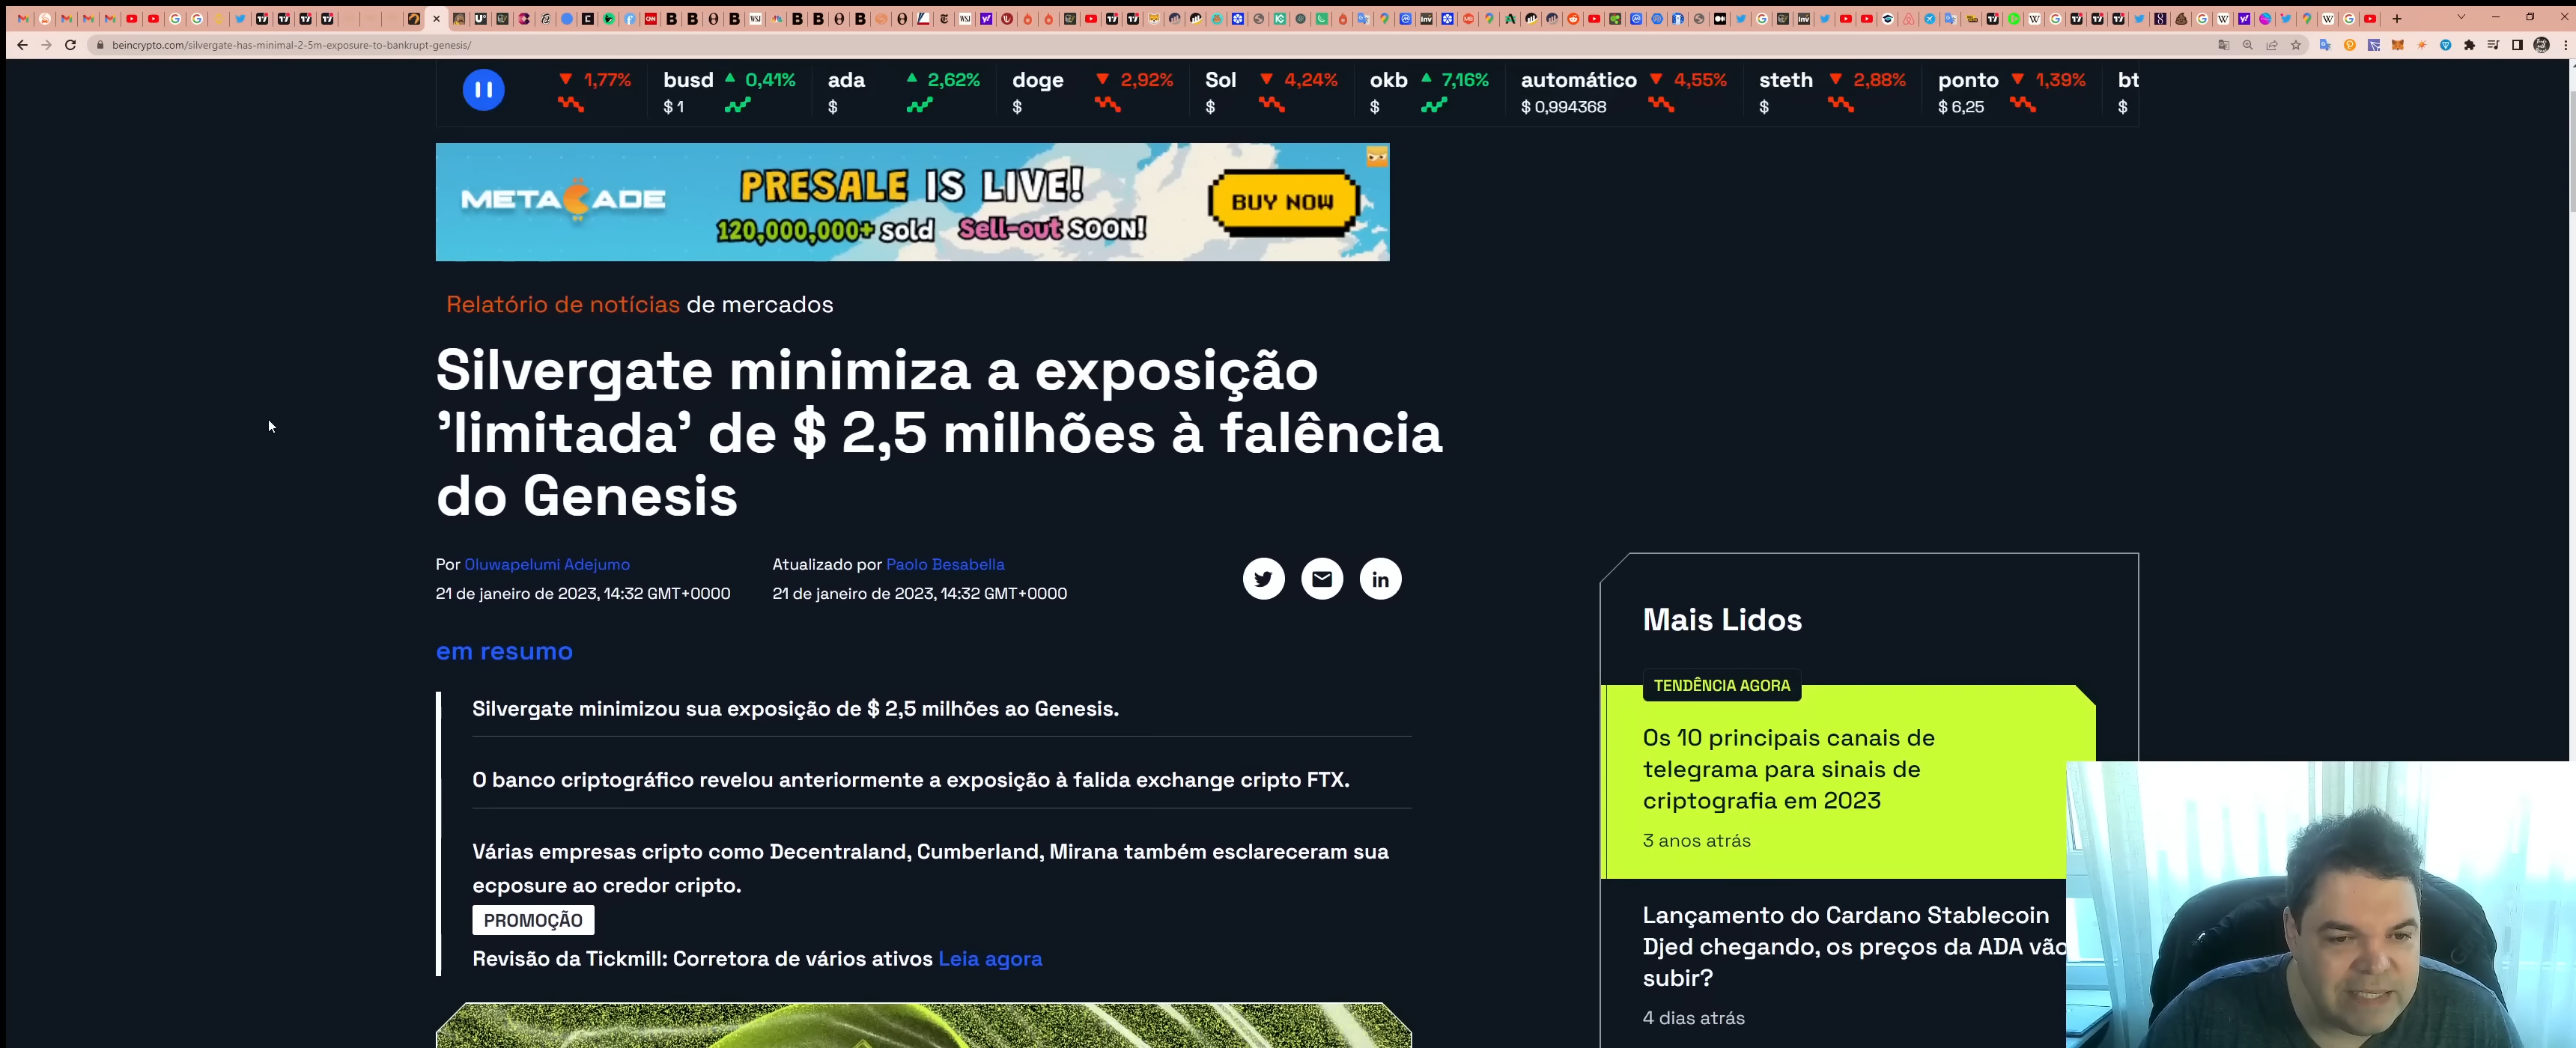 beincrypto.com/silvergate-has-minimal-2-5m-exposure-to-bankrupt-genesis/
1,77% busd 0,41% ada 2,62% doge 2,92% Sol 4,24% okb 7,16% automático 4,55% steth 2,88% ponto 1,39% bt
$ 1 $ $ $ $ $ 0,994368 $ $ 6,25 $
METACADE
PRESALE IS LIVE!
120,000,000+ sold Sell-out SOON!
BUY NOW
Relatório de notícias de mercados
Silvergate minimiza a exposição
'limitada' de $ 2,5 milhões à falência
do Genesis
Por Oluwapelumi Adejumo
21 de janeiro de 2023, 14:32 GMT+0000
Atualizado por Paolo Besabella
21 de janeiro de 2023, 14:32 GMT+0000
em resumo
Silvergate minimizou sua exposição de $ 2,5 milhões ao Genesis.
O banco criptográfico revelou anteriormente a exposição à falida exchange cripto FTX.
Várias empresas cripto como Decentraland, Cumberland, Mirana também esclareceram sua
ecposure ao credor cripto.
PROMOÇÃO
Revisão da Tickmill: Corretora de vários ativos Leia agora
Mais Lidos
TENDÊNCIA AGORA
Os 10 principais canais de
telegrama para sinais de
criptografia em 2023
3 anos atrás
Lançamento do Cardano Stablecoin
Djed chegando, os preços da ADA vão
subir?
4 dias atrás